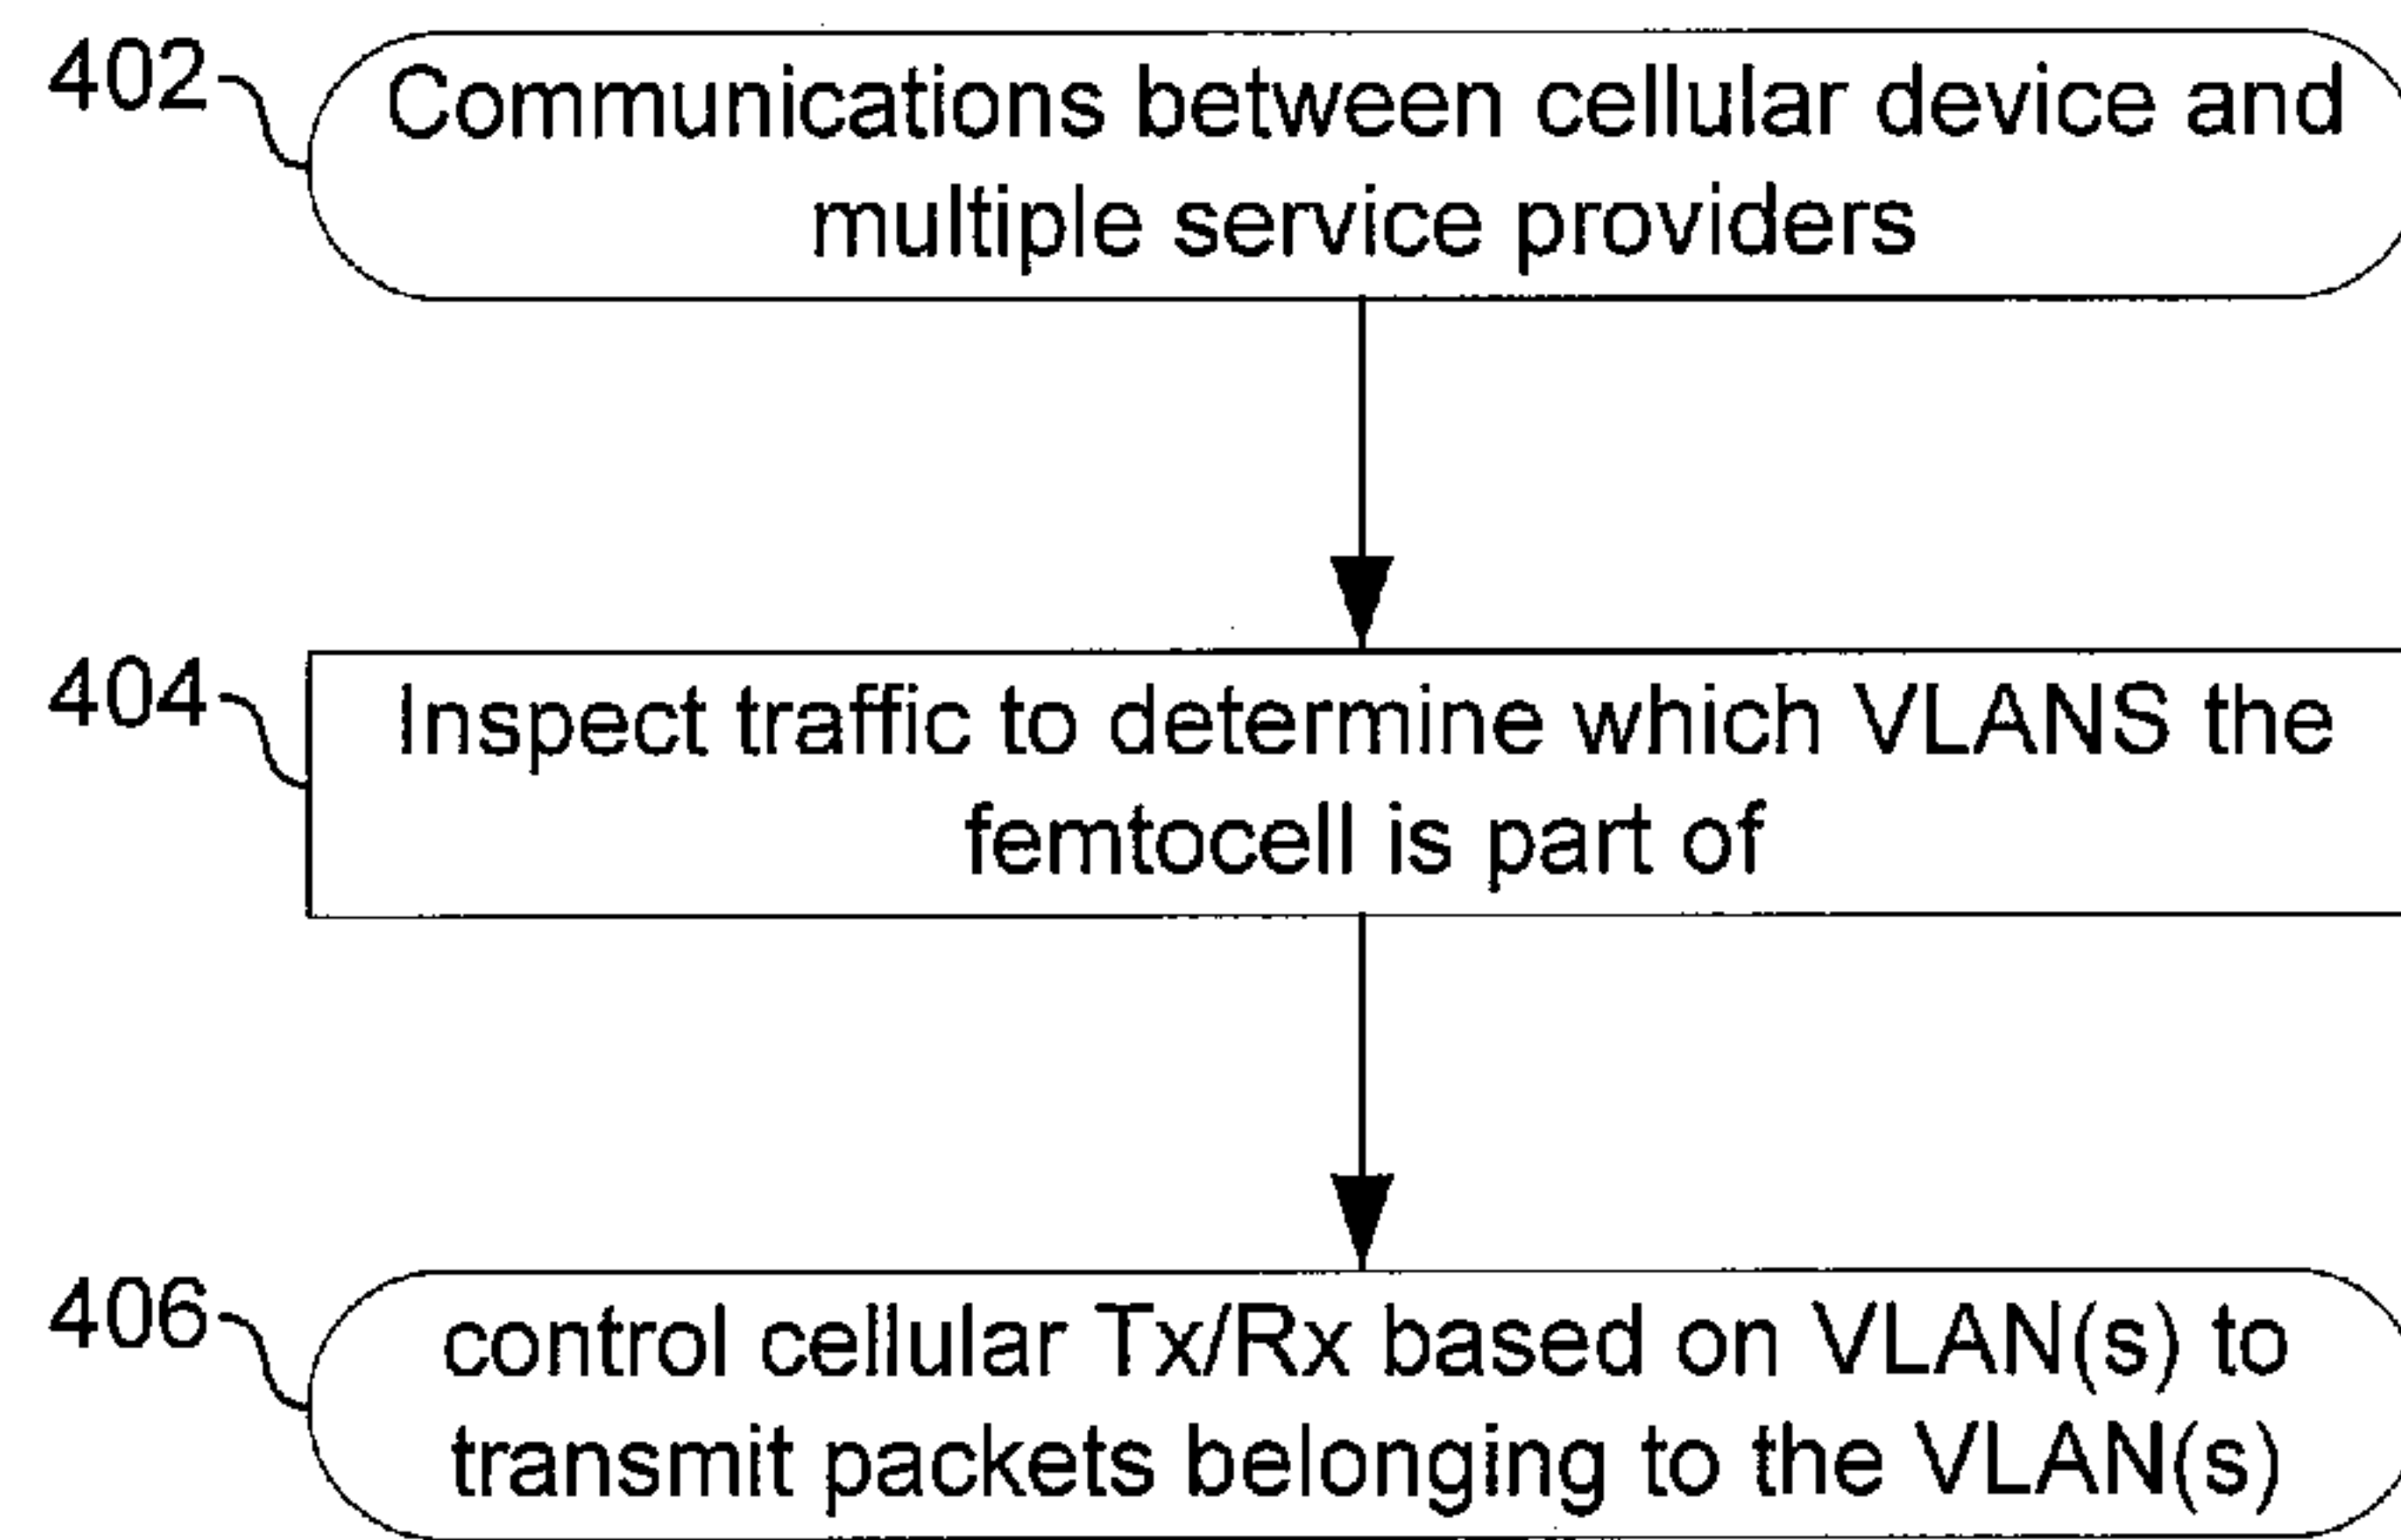 402
Communications between cellular device and
multiple service providers
404
Inspect traffic to determine which VLANS the
femtocell is part of
406
control cellular Tx/Rx based on VLAN(s) to
transmit packets belonging to the VLAN(s)